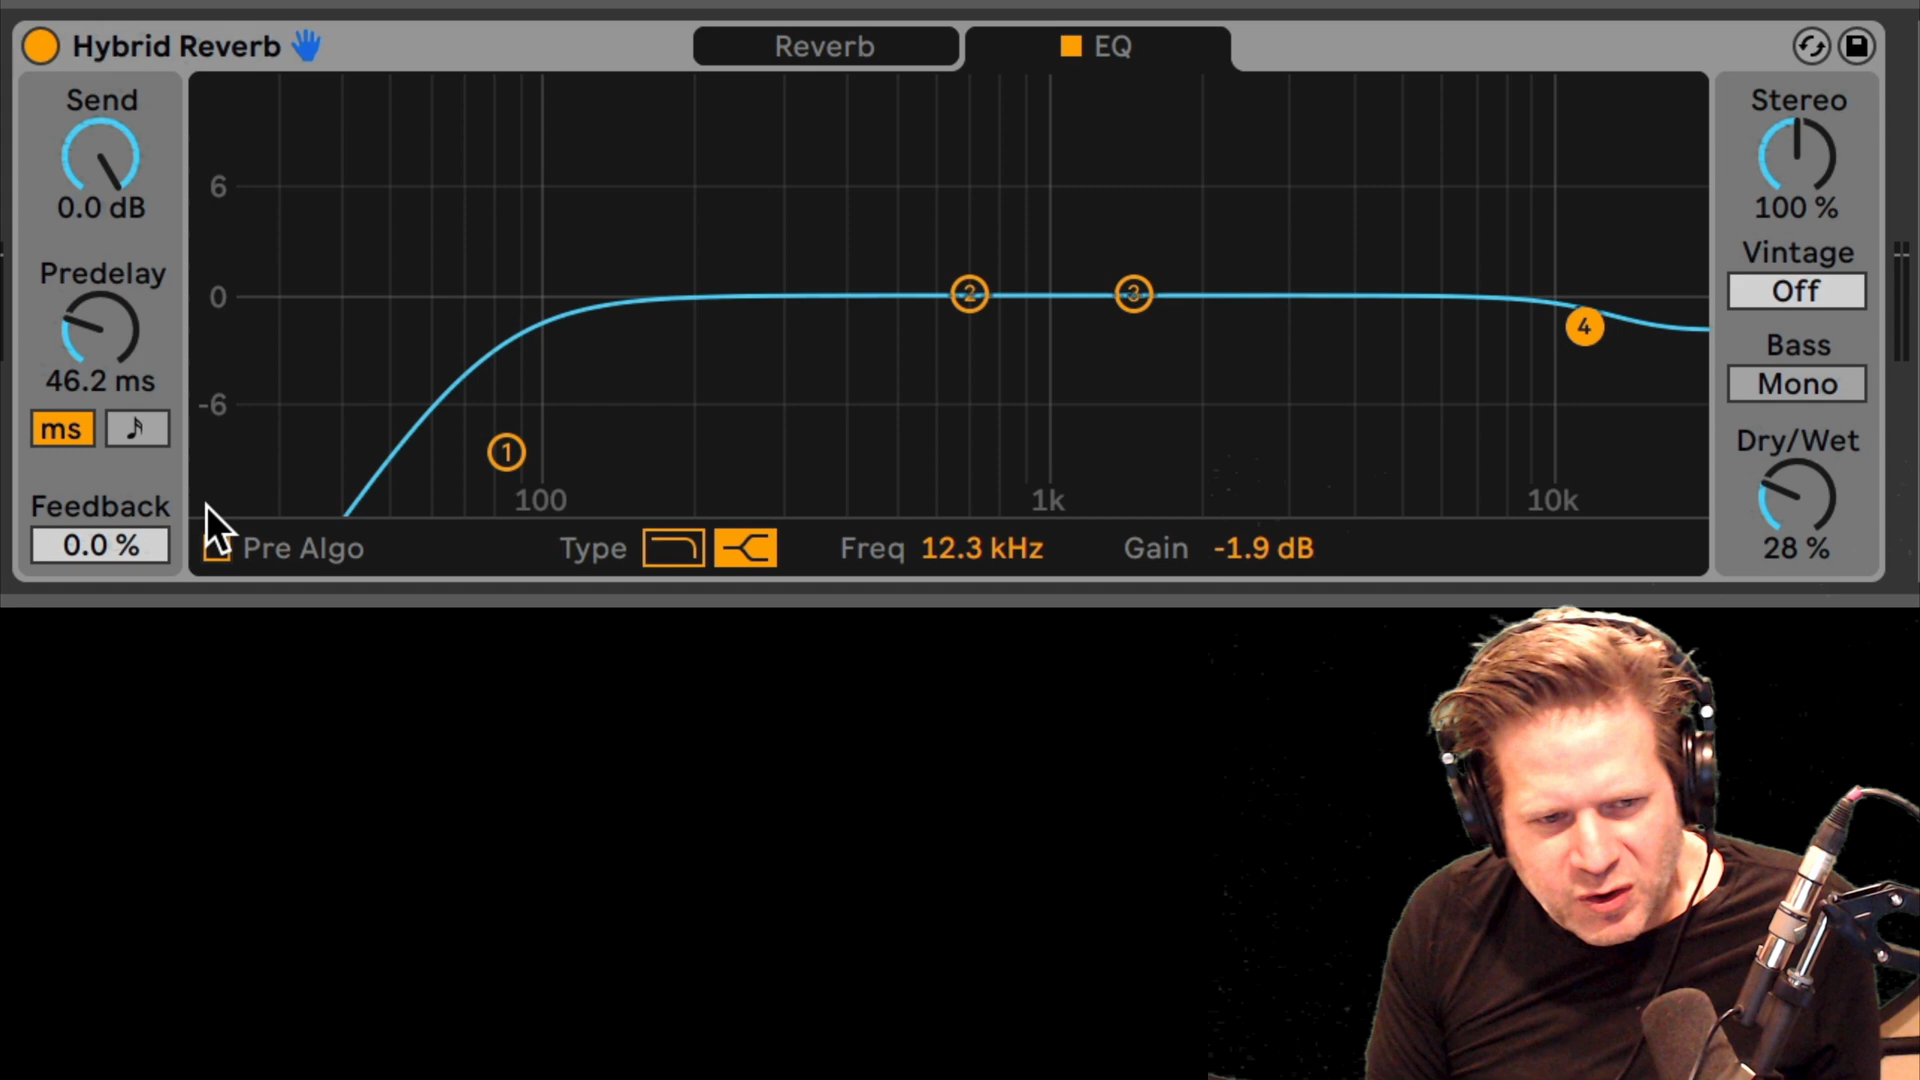 Hybrid Reverb
Reverb
EQ
Send
0.0 dB
Predelay
46.2 ms
ms
Feedback
0.0 %
6
0
-6
1
2
3
4
100
1k
10k
Pre Algo
Type
Freq 12.3 kHz
Gain -1.9 dB
Stereo
100 %
Vintage
Off
Bass
Mono
Dry/Wet
28 %